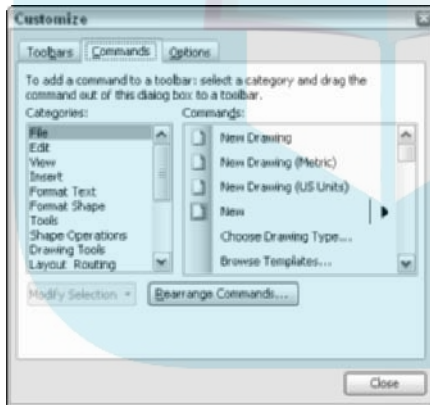 Customize
Toolbars Commands Options
To add a command to a toolbar: select a category and drag the
command out of this dialog box to a toolbar.
Categories: Commands:
File
Edit
View
Insert
Format Text
Format Shape
Tools
Shape Operations
Drawing Tools
Layout Routing
New Drawing
New Drawing (Metric)
New Drawing (US Units)
New
Choose Drawing Type...
Browse Templates...
Modify Selection Rearrange Commands...
Close